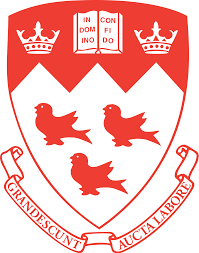 IN CON
DOM FI
INO DO
GRANDESCUNT AUCTA LABORE